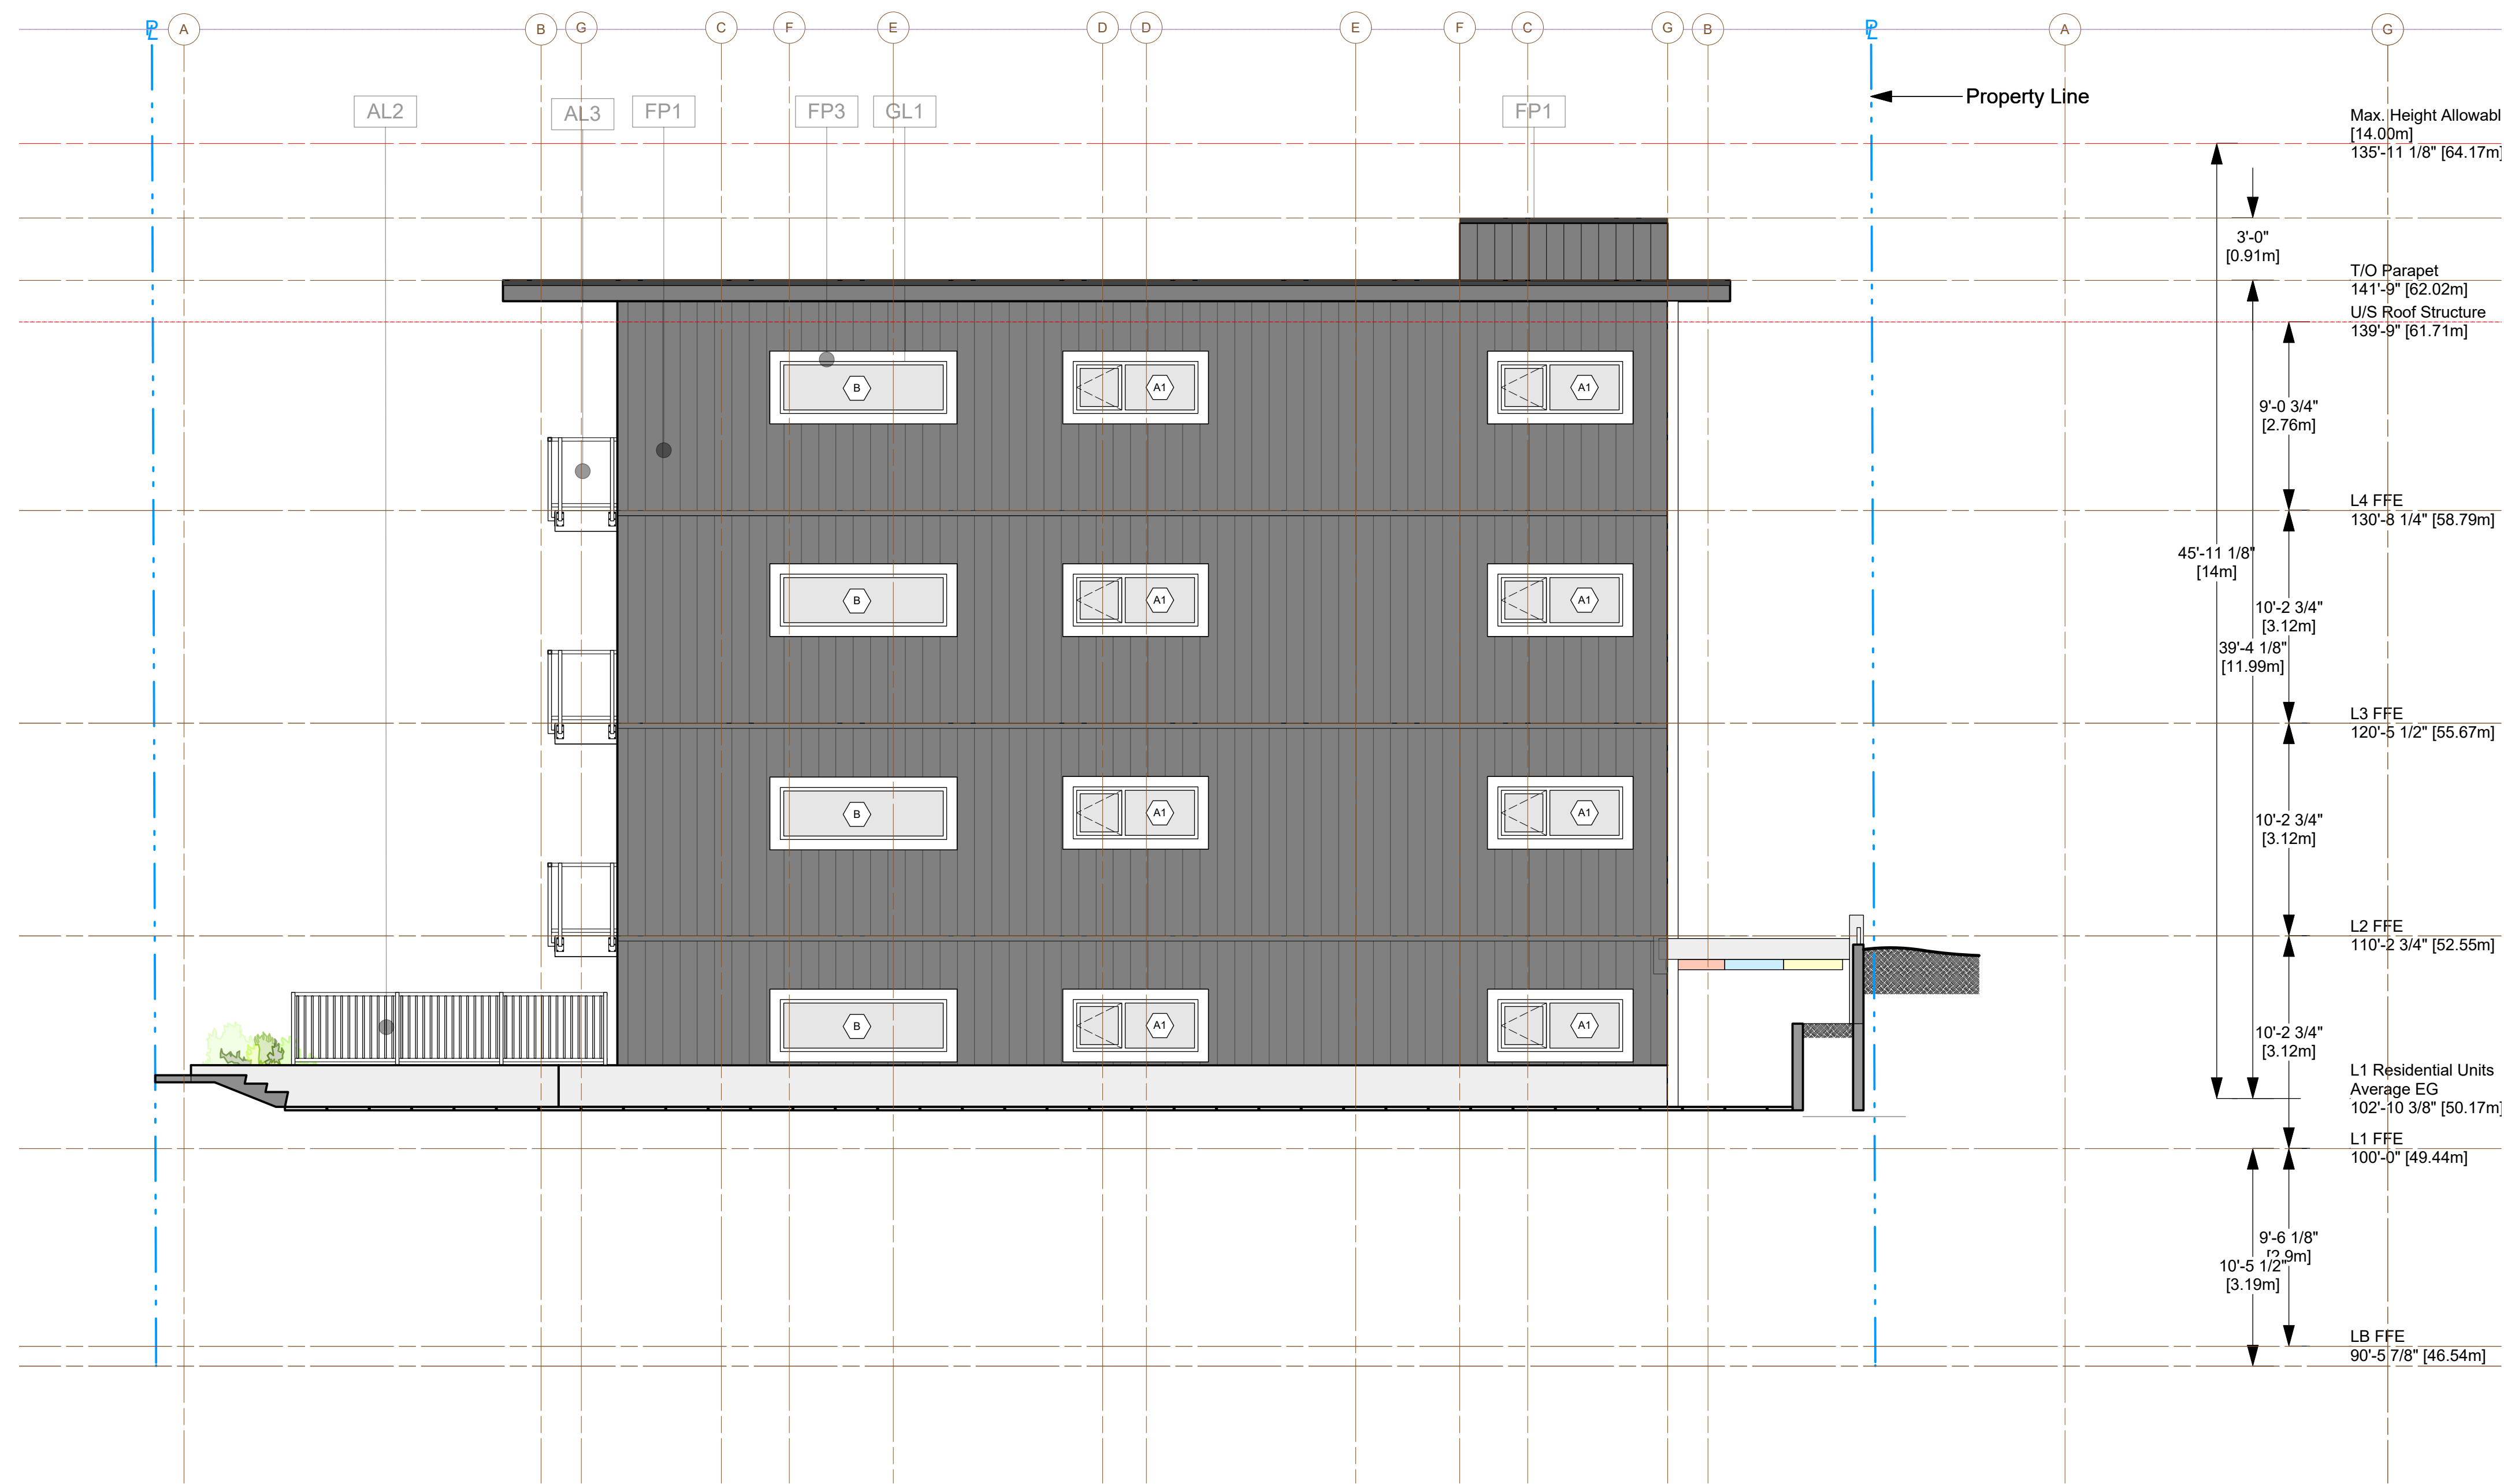 PL
A
B
G
C
F
E
D
D
E
F
C
G
B
PL
A
G
AL2
AL3
FP1
FP3
GL1
FP1
Property Line
Max. Height Allowabl
[14.00m]
135'-11 1/8" [64.17m]
3'-0"
[0.91m]
T/O Parapet
141'-9" [62.02m]
U/S Roof Structure
139'-9" [61.71m]
B
A1
A1
9'-0 3/4"
[2.76m]
L4 FFE
130'-8 1/4" [58.79m]
45'-11 1/8"
[14m]
B
A1
A1
10'-2 3/4"
[3.12m]
39'-4 1/8"
[11.99m]
L3 FFE
120'-5 1/2" [55.67m]
B
A1
A1
10'-2 3/4"
[3.12m]
L2 FFE
110'-2 3/4" [52.55m]
B
A1
A1
10'-2 3/4"
[3.12m]
L1 Residential Units
Average EG
102'-10 3/8" [50.17m]
L1 FFE
100'-0" [49.44m]
9'-6 1/8"
[2.9m]
10'-5 1/2"
[3.19m]
LB FFE
90'-5 7/8" [46.54m]